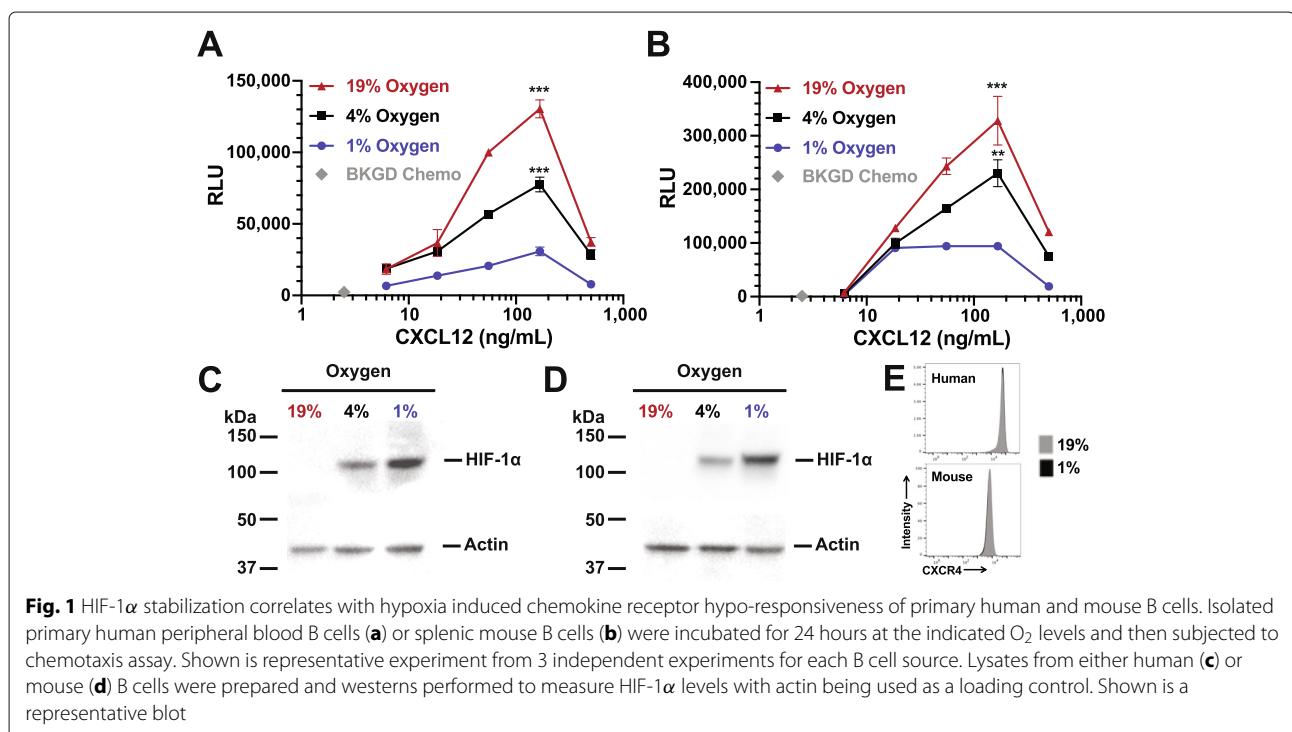 A
19% Oxygen
4% Oxygen
1% Oxygen
BKGD Chemo
150,000
100,000
50,000
0
RLU
***
***
1 10 100 1,000
CXCL12 (ng/mL)
B
19% Oxygen
4% Oxygen
1% Oxygen
BKGD Chemo
400,000
300,000
200,000
100,000
0
RLU
***
**
1 10 100 1,000
CXCL12 (ng/mL)
C
Oxygen
kDa 19% 4% 1%
150
100
50
37
HIF-1α
Actin
D
Oxygen
kDa 19% 4% 1%
150
100
50
37
HIF-1α
Actin
E
Human
Mouse
Intensity
CXCR4
19%
1%
Fig. 1 HIF-1α stabilization correlates with hypoxia induced chemokine receptor hypo-responsiveness of primary human and mouse B cells. Isolated
primary human peripheral blood B cells (a) or splenic mouse B cells (b) were incubated for 24 hours at the indicated O2 levels and then subjected to
chemotaxis assay. Shown is representative experiment from 3 independent experiments for each B cell source. Lysates from either human (c) or
mouse (d) B cells were prepared and westerns performed to measure HIF-1α levels with actin being used as a loading control. Shown is a
representative blot